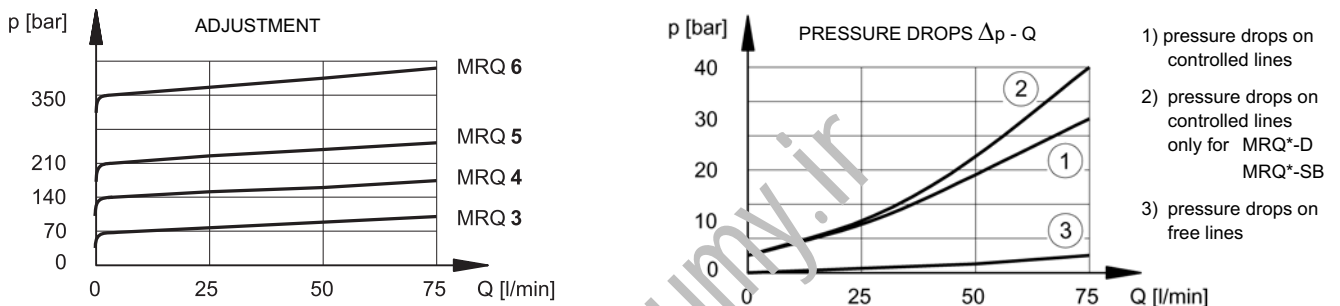 p [bar]
ADJUSTMENT
350
210
140
70
0
MRQ 6
MRQ 5
MRQ 4
MRQ 3
0 25 50 75 Q [l/min]
p [bar]
PRESSURE DROPS Δp - Q
40
30
20
10
0
2
1
3
0 25 50 75 Q [l/min]
1) pressure drops on
controlled lines
2) pressure drops on
controlled lines
only for MRQ*-D
MRQ*-SB
3) pressure drops on
free lines